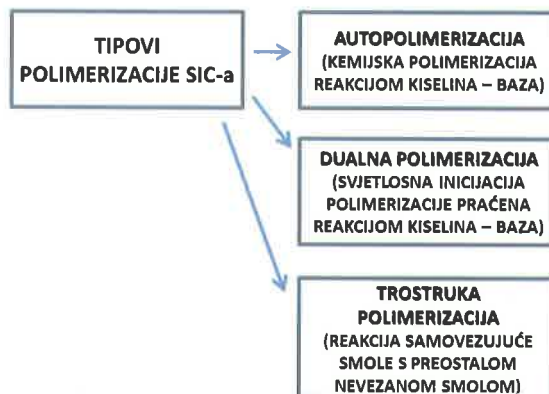 TIPOVI
POLIMERIZACIJE SIC-a
AUTOPOLIMERIZACIJA
(KEMIJSKA POLIMERIZACIJA
REAKCIJOM KISELINA – BAZA)
DUALNA POLIMERIZACIJA
(SVJETLOSNA INICIJACIJA
POLIMERIZACIJE PRAĆENA
REAKCIJOM KISELINA – BAZA)
TROSTRUKA
POLIMERIZACIJA
(REAKCIJA SAMOVEZUJUĆE
SMOLE S PREOSTALOM
NEVEZANOM SMOLOM)